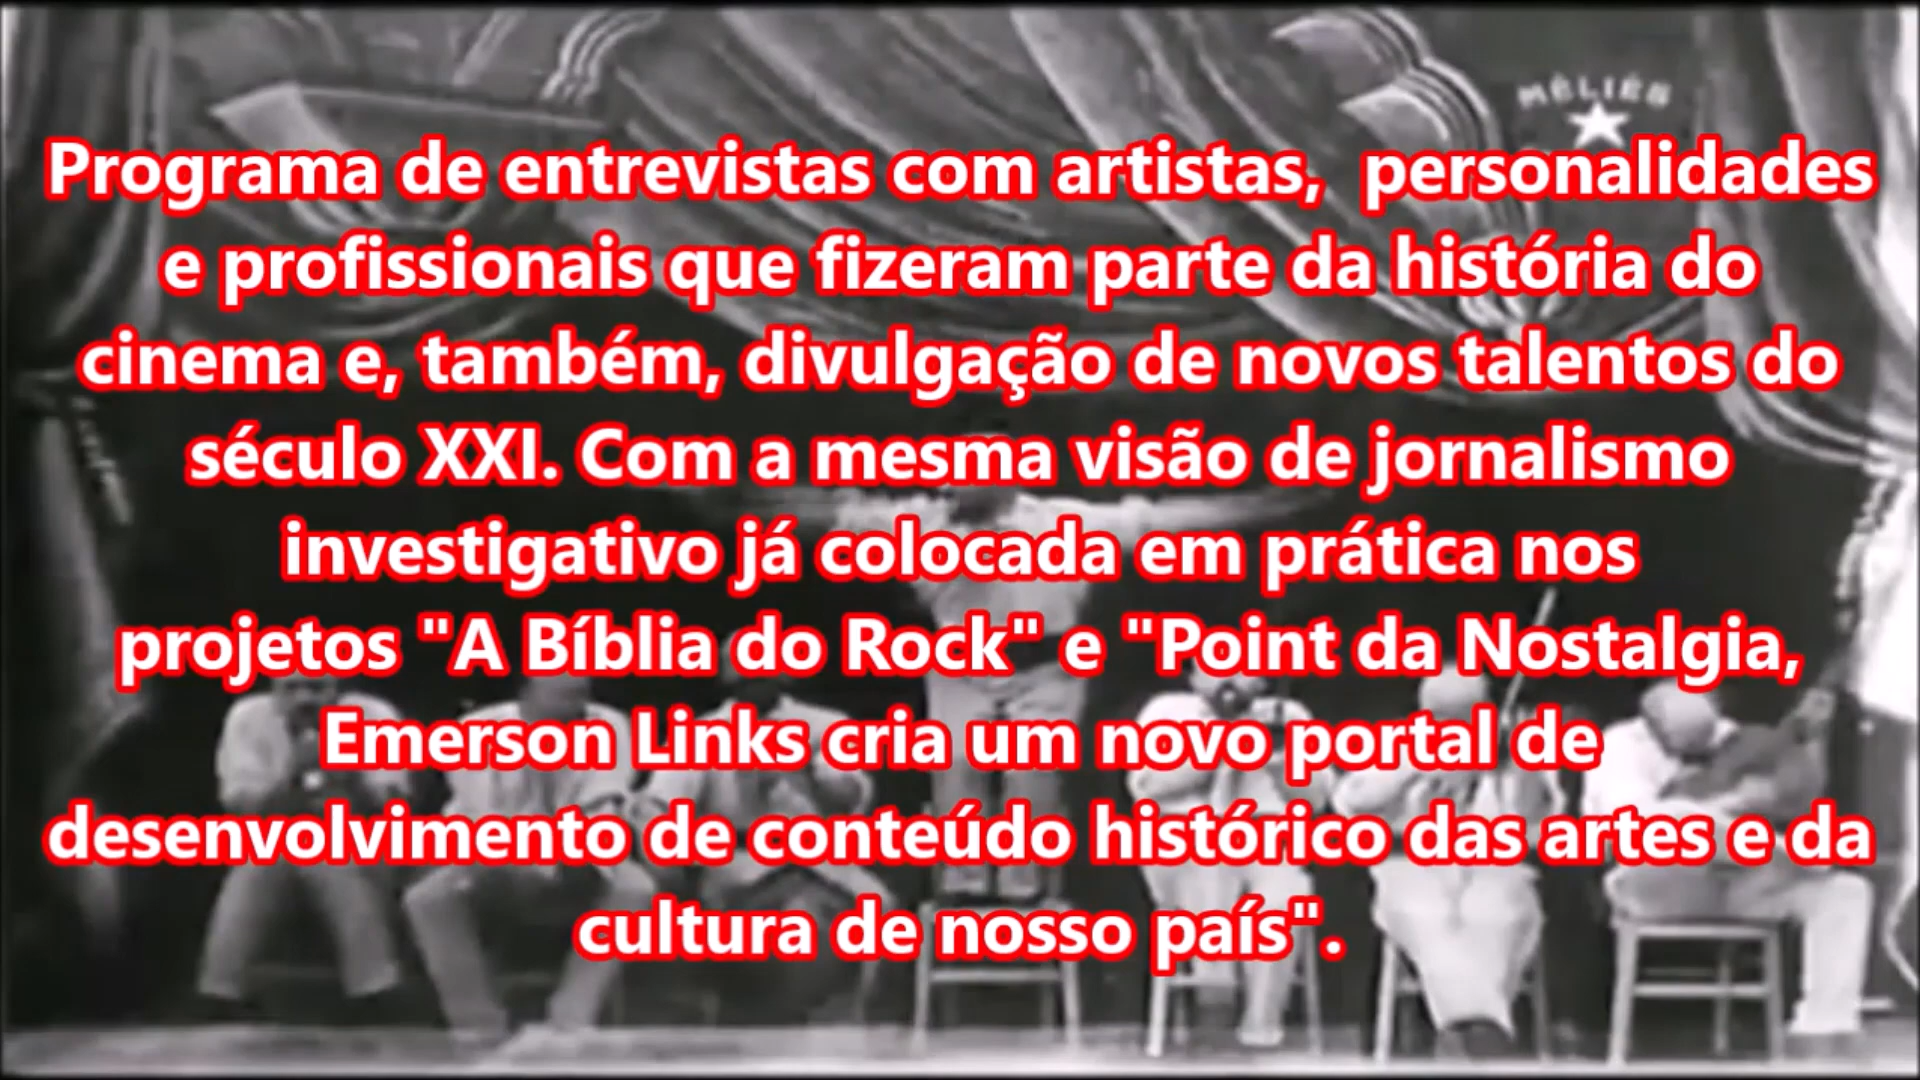 MÈLIÈS
Programa de entrevistas com artistas,  personalidades
e profissionais que fizeram parte da história do
cinema e, também, divulgação de novos talentos do
século XXI. Com a mesma visão de jornalismo
investigativo já colocada em prática nos
projetos "A Bíblia do Rock" e "Point da Nostalgia,
Emerson Links cria um novo portal de
desenvolvimento de conteúdo histórico das artes e da
cultura de nosso país".